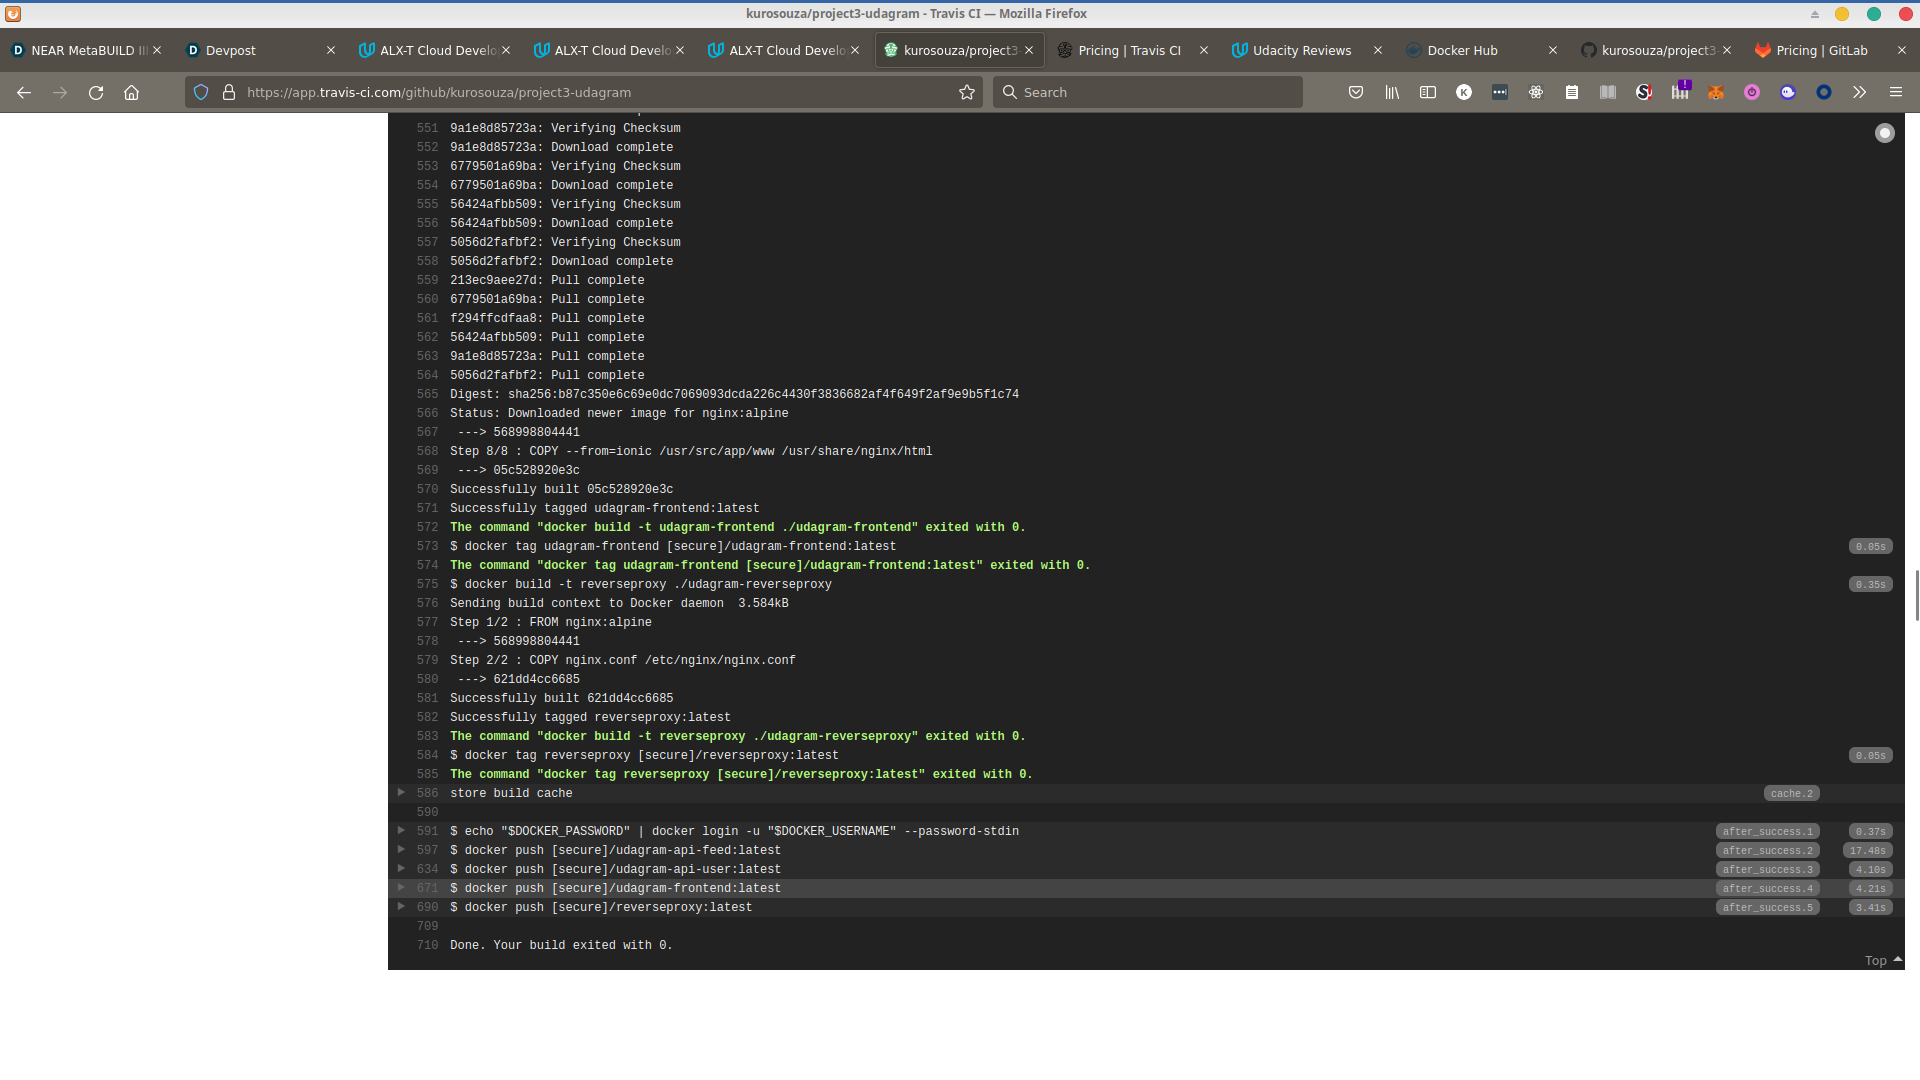 kurosouza/project3-udagram - Travis CI — Mozilla Firefox
NEAR MetaBUILD III
Devpost
ALX-T Cloud Develo
ALX-T Cloud Develo
ALX-T Cloud Develo
kurosouza/project3-
Pricing | Travis CI
Udacity Reviews
Docker Hub
kurosouza/project3-
Pricing | GitLab
https://app.travis-ci.com/github/kurosouza/project3-udagram
Search
551 9a1e8d85723a: Verifying Checksum
552 9a1e8d85723a: Download complete
553 6779501a69ba: Verifying Checksum
554 6779501a69ba: Download complete
555 56424afbb509: Verifying Checksum
556 56424afbb509: Download complete
557 5056d2fafbf2: Verifying Checksum
558 5056d2fafbf2: Download complete
559 213ec9aee27d: Pull complete
560 6779501a69ba: Pull complete
561 f294ffcdfaa8: Pull complete
562 56424afbb509: Pull complete
563 9a1e8d85723a: Pull complete
564 5056d2fafbf2: Pull complete
565 Digest: sha256:b87c350e6c69e0dc7069093dcda226c4430f3836682af4f649f2af9e9b5f1c74
566 Status: Downloaded newer image for nginx:alpine
567 ---> 568998804441
568 Step 8/8 : COPY --from=ionic /usr/src/app/www /usr/share/nginx/html
569 ---> 05c528920e3c
570 Successfully built 05c528920e3c
571 Successfully tagged udagram-frontend:latest
572 The command "docker build -t udagram-frontend ./udagram-frontend" exited with 0.
573 $ docker tag udagram-frontend [secure]/udagram-frontend:latest 0.05s
574 The command "docker tag udagram-frontend [secure]/udagram-frontend:latest" exited with 0.
575 $ docker build -t reverseproxy ./udagram-reverseproxy 0.35s
576 Sending build context to Docker daemon  3.584kB
577 Step 1/2 : FROM nginx:alpine
578 ---> 568998804441
579 Step 2/2 : COPY nginx.conf /etc/nginx/nginx.conf
580 ---> 621dd4cc6685
581 Successfully built 621dd4cc6685
582 Successfully tagged reverseproxy:latest
583 The command "docker build -t reverseproxy ./udagram-reverseproxy" exited with 0.
584 $ docker tag reverseproxy [secure]/reverseproxy:latest 0.05s
585 The command "docker tag reverseproxy [secure]/reverseproxy:latest" exited with 0.
586 store build cache cache.2
590
591 $ echo "$DOCKER_PASSWORD" | docker login -u "$DOCKER_USERNAME" --password-stdin after_success.1 0.37s
597 $ docker push [secure]/udagram-api-feed:latest after_success.2 17.48s
634 $ docker push [secure]/udagram-api-user:latest after_success.3 4.10s
671 $ docker push [secure]/udagram-frontend:latest after_success.4 4.21s
690 $ docker push [secure]/reverseproxy:latest after_success.5 3.41s
709
710 Done. Your build exited with 0.
Top